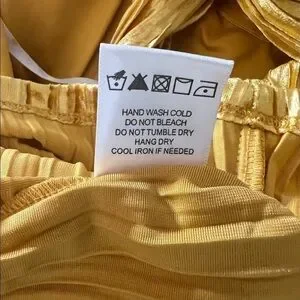 HAND WASH COLD
DO NOT BLEACH
DO NOT TUMBLE DRY
HANG DRY
COOL IRON IF NEEDED